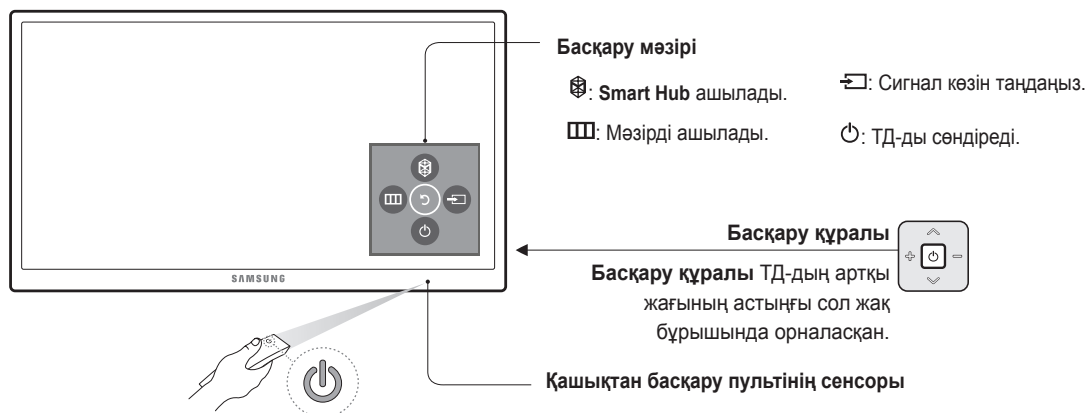 Басқару мәзірі
: Smart Hub ашылады.
: Сигнал көзін таңдаңыз.
: Мәзірді ашылады.
: ТД-ды сөндіреді.
Басқару құралы
Басқару құралы ТД-дың артқы
жағының астыңғы сол жақ
бұрышында орналасқан.
SAMSUNG
Қашықтан басқару пультінің сенсоры